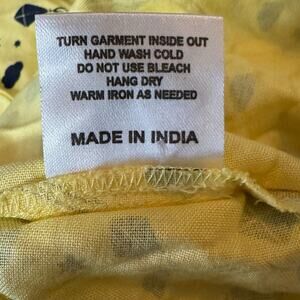 TURN GARMENT INSIDE OUT
HAND WASH COLD
DO NOT USE BLEACH
HANG DRY
WARM IRON AS NEEDED
MADE IN INDIA